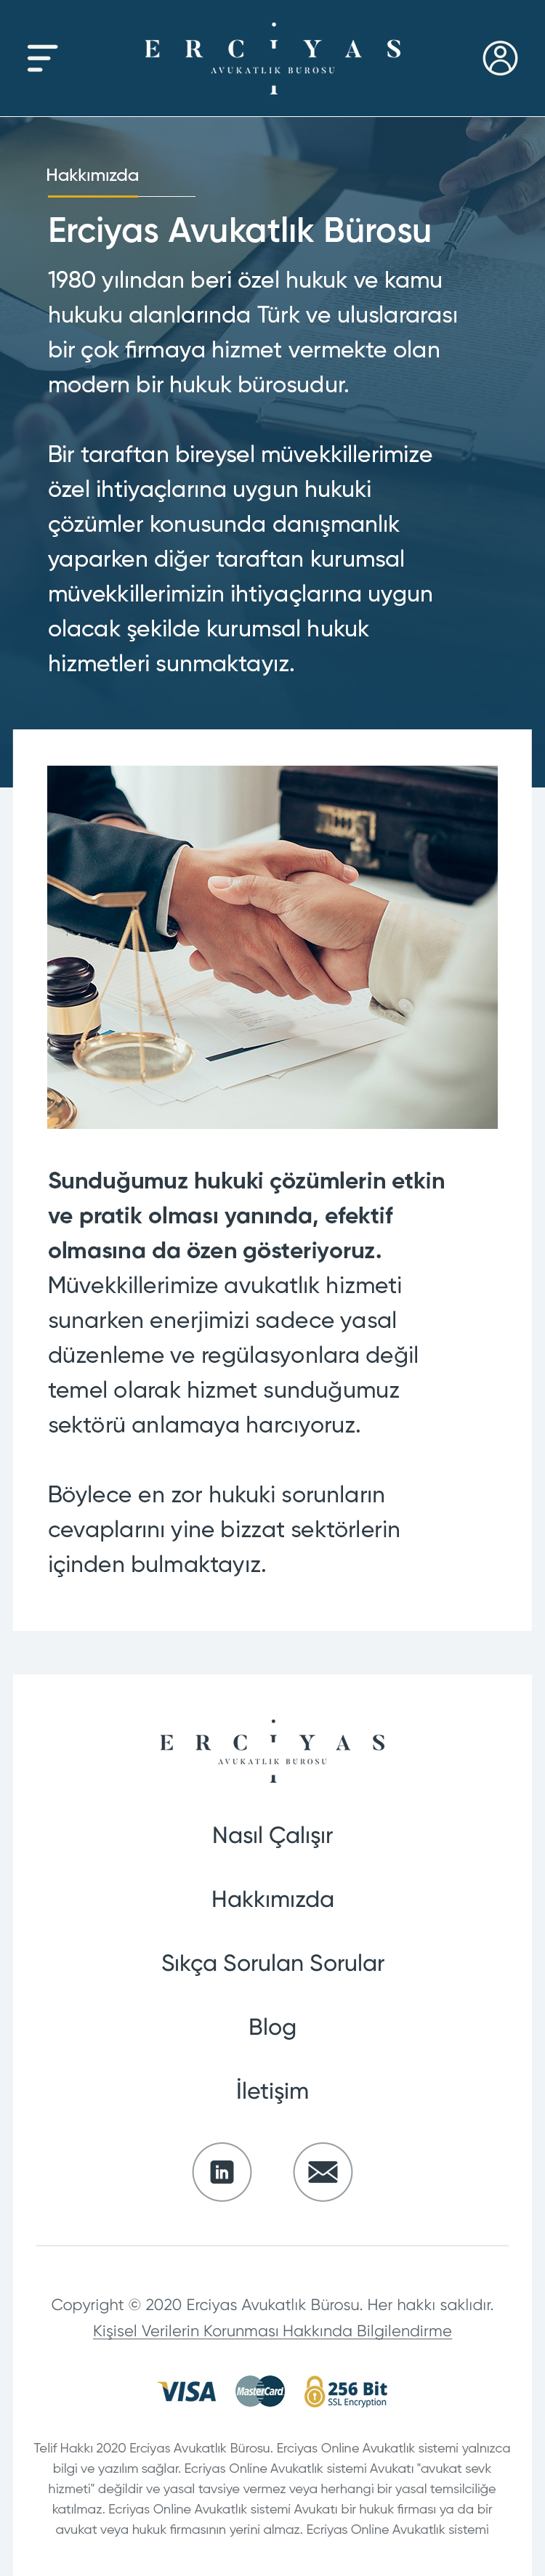 ERCIYAS
AVUKATLIK BUROSU
Hakkımızda
Erciyas Avukatlık Bürosu
1980 yılından beri özel hukuk ve kamu
hukuku alanlarında Türk ve uluslararası
bir çok firmaya hizmet vermekte olan
modern bir hukuk bürosudur.
Bir taraftan bireysel müvekkillerimize
özel ihtiyaçlarına uygun hukuki
çözümler konusunda danışmanlık
yaparken diğer taraftan kurumsal
müvekkillerimizin ihtiyaçlarına uygun
olacak şekilde kurumsal hukuk
hizmetleri sunmaktayız.
Sunduğumuz hukuki çözümlerin etkin
ve pratik olması yanında, efektif
olmasına da özen gösteriyoruz.
Müvekkillerimize avukatlık hizmeti
sunarken enerjimizi sadece yasal
düzenleme ve regülasyonlara değil
temel olarak hizmet sunduğumuz
sektörü anlamaya harcıyoruz.
Böylece en zor hukuki sorunların
cevaplarını yine bizzat sektörlerin
içinden bulmaktayız.
ERCIYAS
AVUKATLIK BUROSU
Nasıl Çalışır
Hakkımızda
Sıkça Sorulan Sorular
Blog
İletişim
in
Copyright © 2020 Erciyas Avukatlık Bürosu. Her hakkı saklıdır.
Kişisel Verilerin Korunması Hakkında Bilgilendirme
VISA MasterCard 256 Bit
SSL Encryption
Telif Hakkı 2020 Erciyas Avukatlık Bürosu. Erciyas Online Avukatlık sistemi yalnızca
bilgi ve yazılım sağlar. Ecriyas Online Avukatlık sistemi Avukatı "avukat sevk
hizmeti" değildir ve yasal tavsiye vermez veya herhangi bir yasal temsilciliğe
katılmaz. Ecriyas Online Avukatlık sistemi Avukatı bir hukuk firması ya da bir
avukat veya hukuk firmasının yerini almaz. Ecriyas Online Avukatlık sistemi